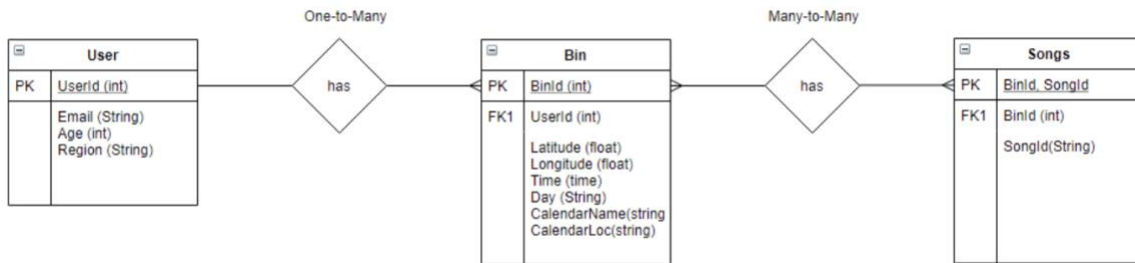 One-to-Many
Many-to-Many
User
PK UserId (int)
Email (String)
Age (int)
Region (String)
has
Bin
PK BinId (int)
FK1 UserId (int)
Latitude (float)
Longitude (float)
Time (time)
Day (String)
CalendarName(string
CalendarLoc(string)
has
Songs
PK BinId, SongId
FK1 BinId (int)
SongId(String)